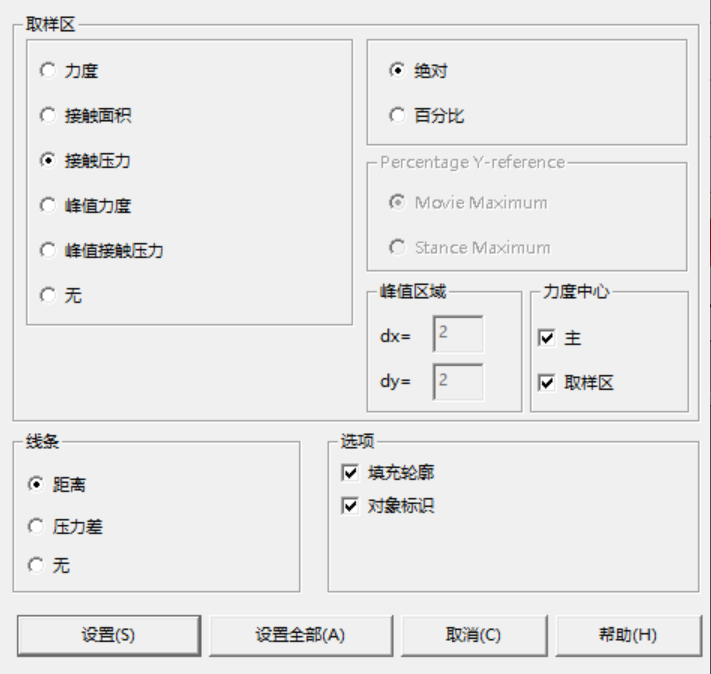 取样区
力度
接触面积
接触压力
峰值力度
峰值接触压力
无
绝对
百分比
Percentage Y-reference
Movie Maximum
Stance Maximum
峰值区域
dx= 2
dy= 2
力度中心
主
取样区
线条
距离
压力差
无
选项
填充轮廓
对象标识
设置(S)
设置全部(A)
取消(C)
帮助(H)